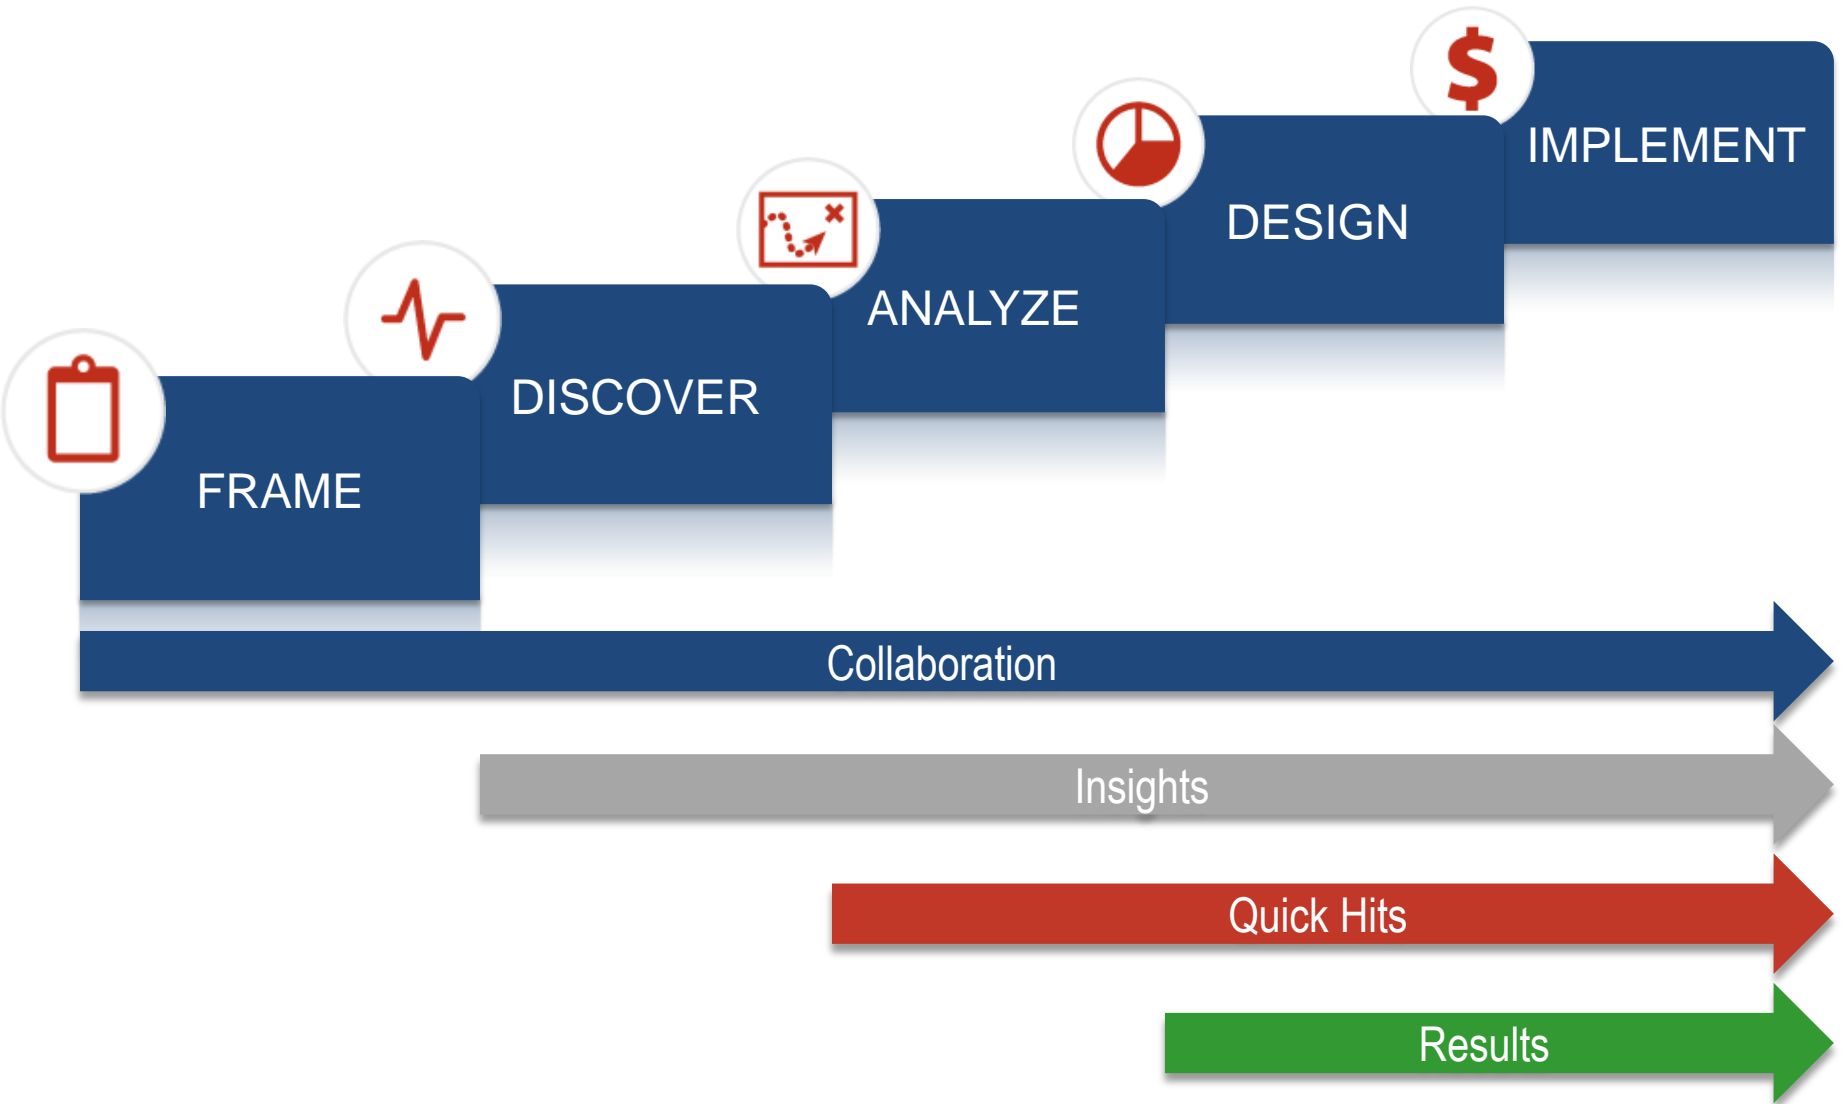 FRAME
DISCOVER
ANALYZE
DESIGN
IMPLEMENT
Collaboration
Insights
Quick Hits
Results